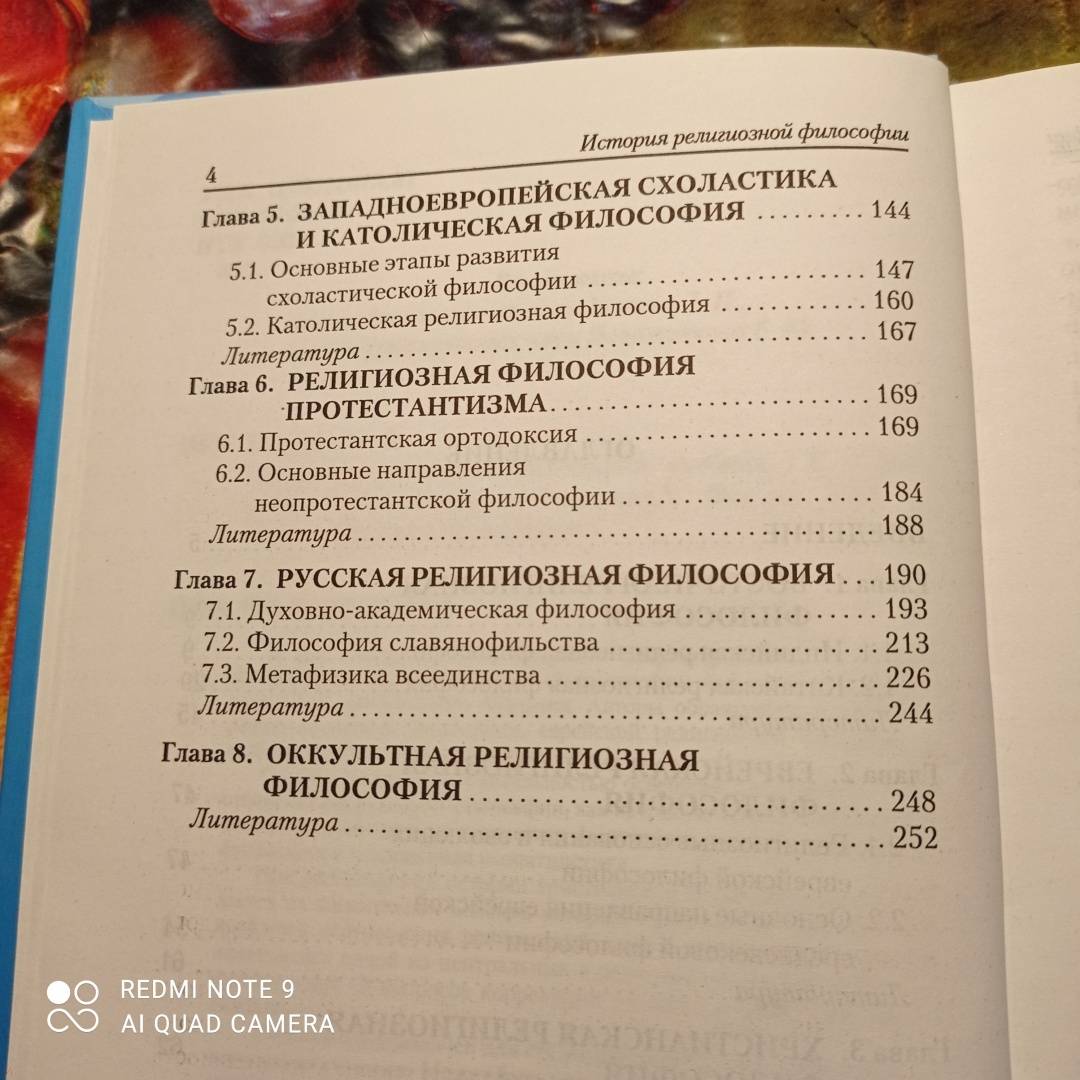 История религиозной философии
4
Глава 5. ЗАПАДНОЕВРОПЕЙСКАЯ СХОЛАСТИКА
И КАТОЛИЧЕСКАЯ ФИЛОСОФИЯ ......... 144
5.1. Основные этапы развития
схоластической философии ..................... 147
5.2. Католическая религиозная философия ........... 160
Литература ....................................... 167
Глава 6. РЕЛИГИОЗНАЯ ФИЛОСОФИЯ
ПРОТЕСТАНТИЗМА ........................ 169
6.1. Протестантская ортодоксия ..................... 169
6.2. Основные направления
неопротестантской философии ................... 184
Литература ....................................... 188
Глава 7. РУССКАЯ РЕЛИГИОЗНАЯ ФИЛОСОФИЯ ... 190
7.1. Духовно-академическая философия .............. 193
7.2. Философия славянофильства .................... 213
7.3. Метафизика всеединства ........................ 226
Литература ....................................... 244
Глава 8. ОККУЛЬТНАЯ РЕЛИГИОЗНАЯ
ФИЛОСОФИЯ ............................... 248
Литература ....................................... 252
REDMI NOTE 9
AI QUAD CAMERA